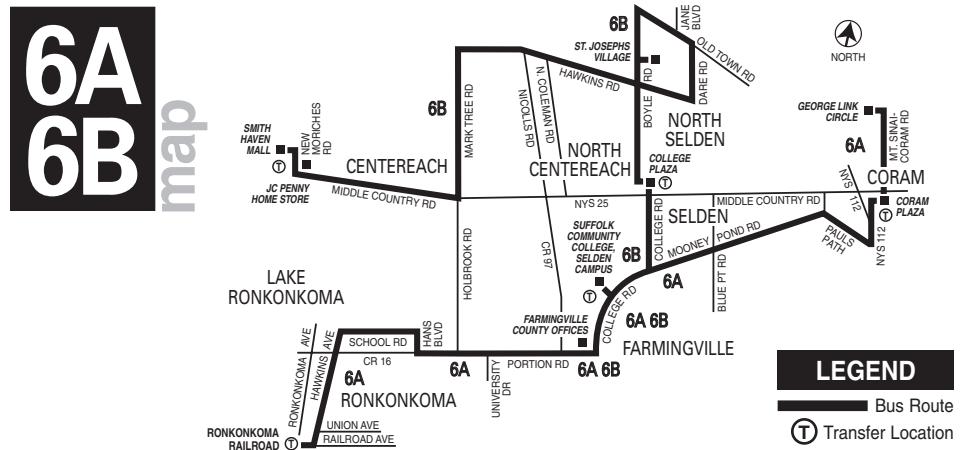 6A
6B
map
6B
ST. JOSEPHS
VILLAGE
JANE
BLVD
OLD TOWN RD
DARE RD
BOYLE RD
HAWKINS RD
N. COLEMAN RD
NICOLLS RD
MARK TREE RD
6B
NORTH
GEORGE LINK
CIRCLE
6A
MT. SINAI-
CORAM RD
NORTH
SELDEN
SMITH
HAVEN
MALL
T
NEW
MORICHES
RD
JC PENNY
HOME STORE
CENTEREACH
MIDDLE COUNTRY RD
NORTH
CENTEREACH
COLLEGE
PLAZA
T
NYS 25
MIDDLE COUNTRY RD
NYS 112
CORAM
CORAM
PLAZA
T
NYS 112
PAULS
PATH
SELDEN
COLLEGE RD
MOONEY POND RD
BLUE PT RD
SUFFOLK
COMMUNITY
COLLEGE,
SELDEN
CAMPUS
T
6B
6A
HOLBROOK RD
CR 97
LAKE
RONKONKOMA
COLLEGE RD
6A 6B
FARMINGVILLE
COUNTY OFFICES
FARMINGVILLE
RONKONKOMA AVE
HAWKINS AVE
SCHOOL RD
HANS
BLVD
CR 16
6A
6A
UNIVERSITY
DR
PORTION RD
6A 6B
RONKONKOMA
RONKONKOMA
RAILROAD
T
UNION AVE
RAILROAD AVE
LEGEND
Bus Route
T Transfer Location